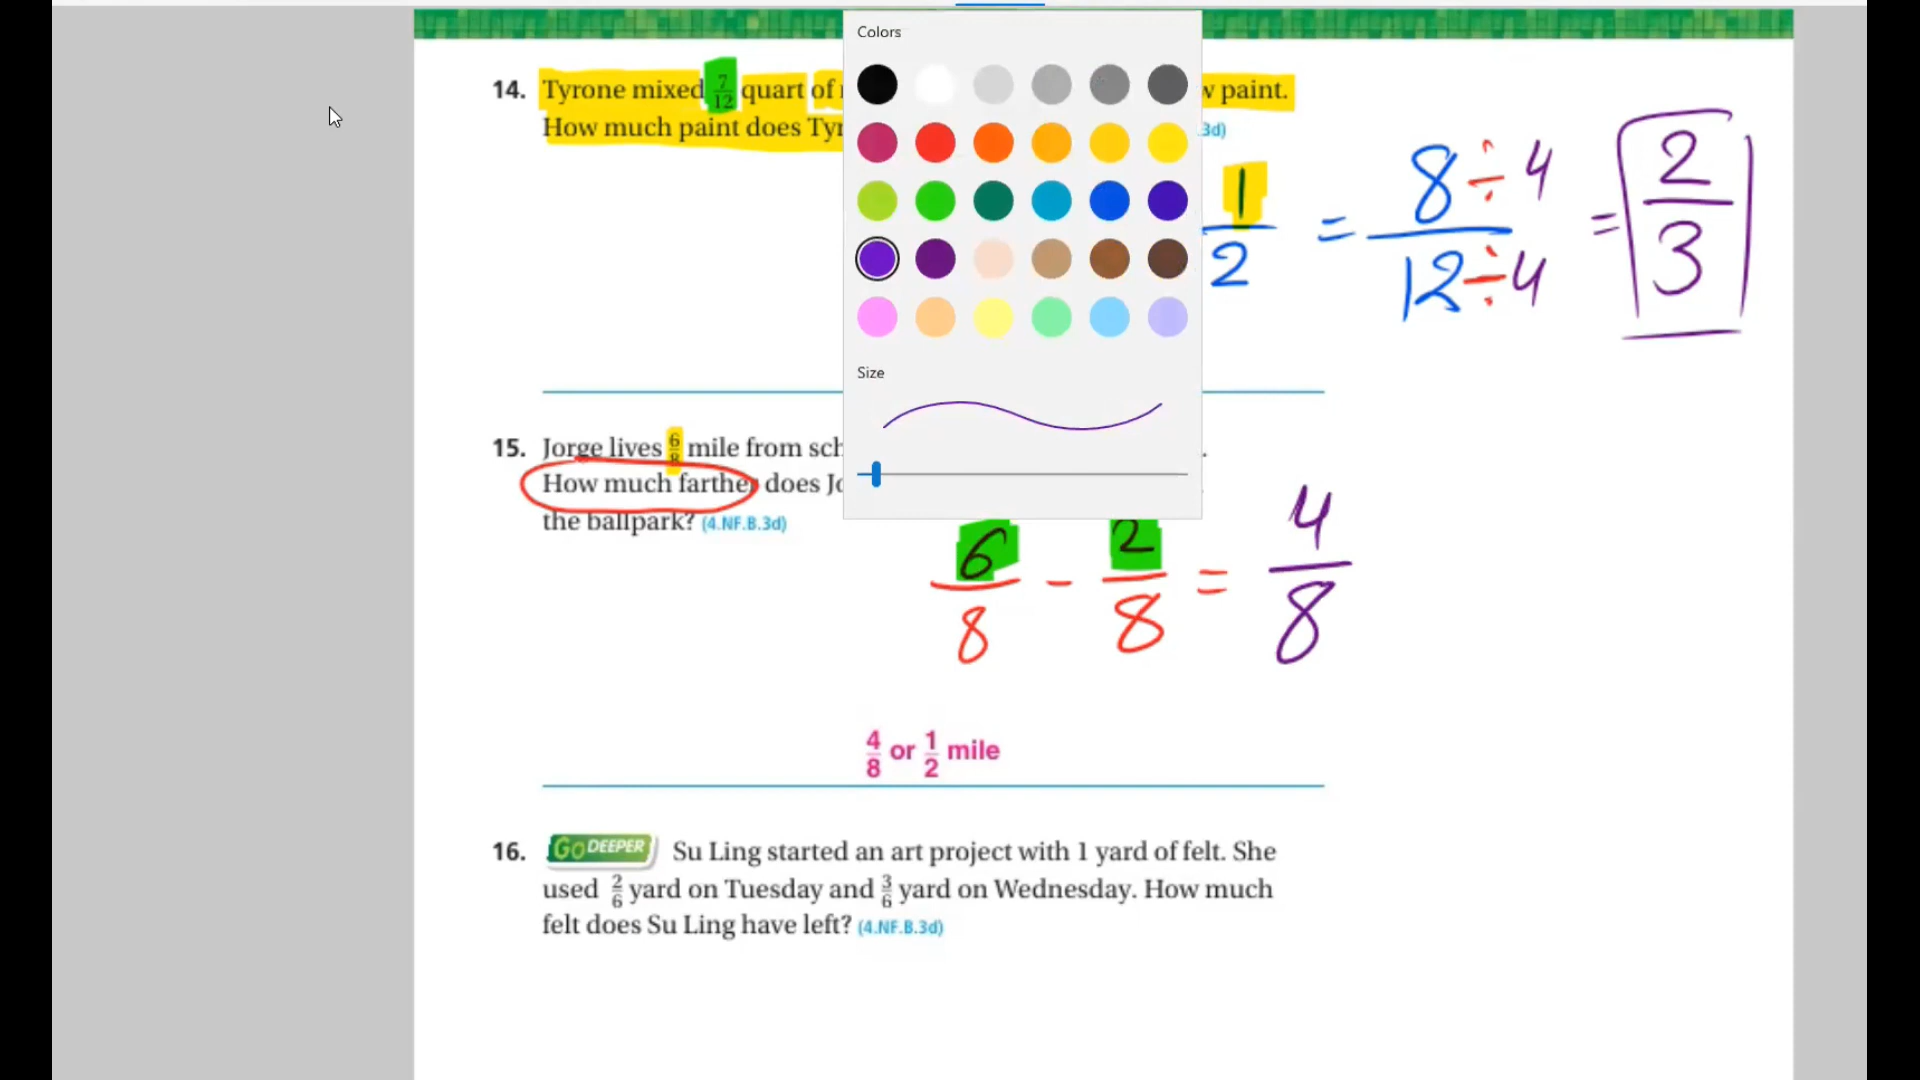 Colors
14. Tyrone mixed 7/12 quart of w paint.
How much paint does Tyr 3d)
1/2 = 8÷4/12÷4 = 2/3
Size
15. Jorge lives 6/8 mile from sch .
How much farther does Jo
the ballpark? (4.NF.B.3d)
6/8 - 2/8 = 4/8
4/8 or 1/2 mile
16. GO DEEPER Su Ling started an art project with 1 yard of felt. She
used 2/6 yard on Tuesday and 3/6 yard on Wednesday. How much
felt does Su Ling have left? (4.NF.B.3d)